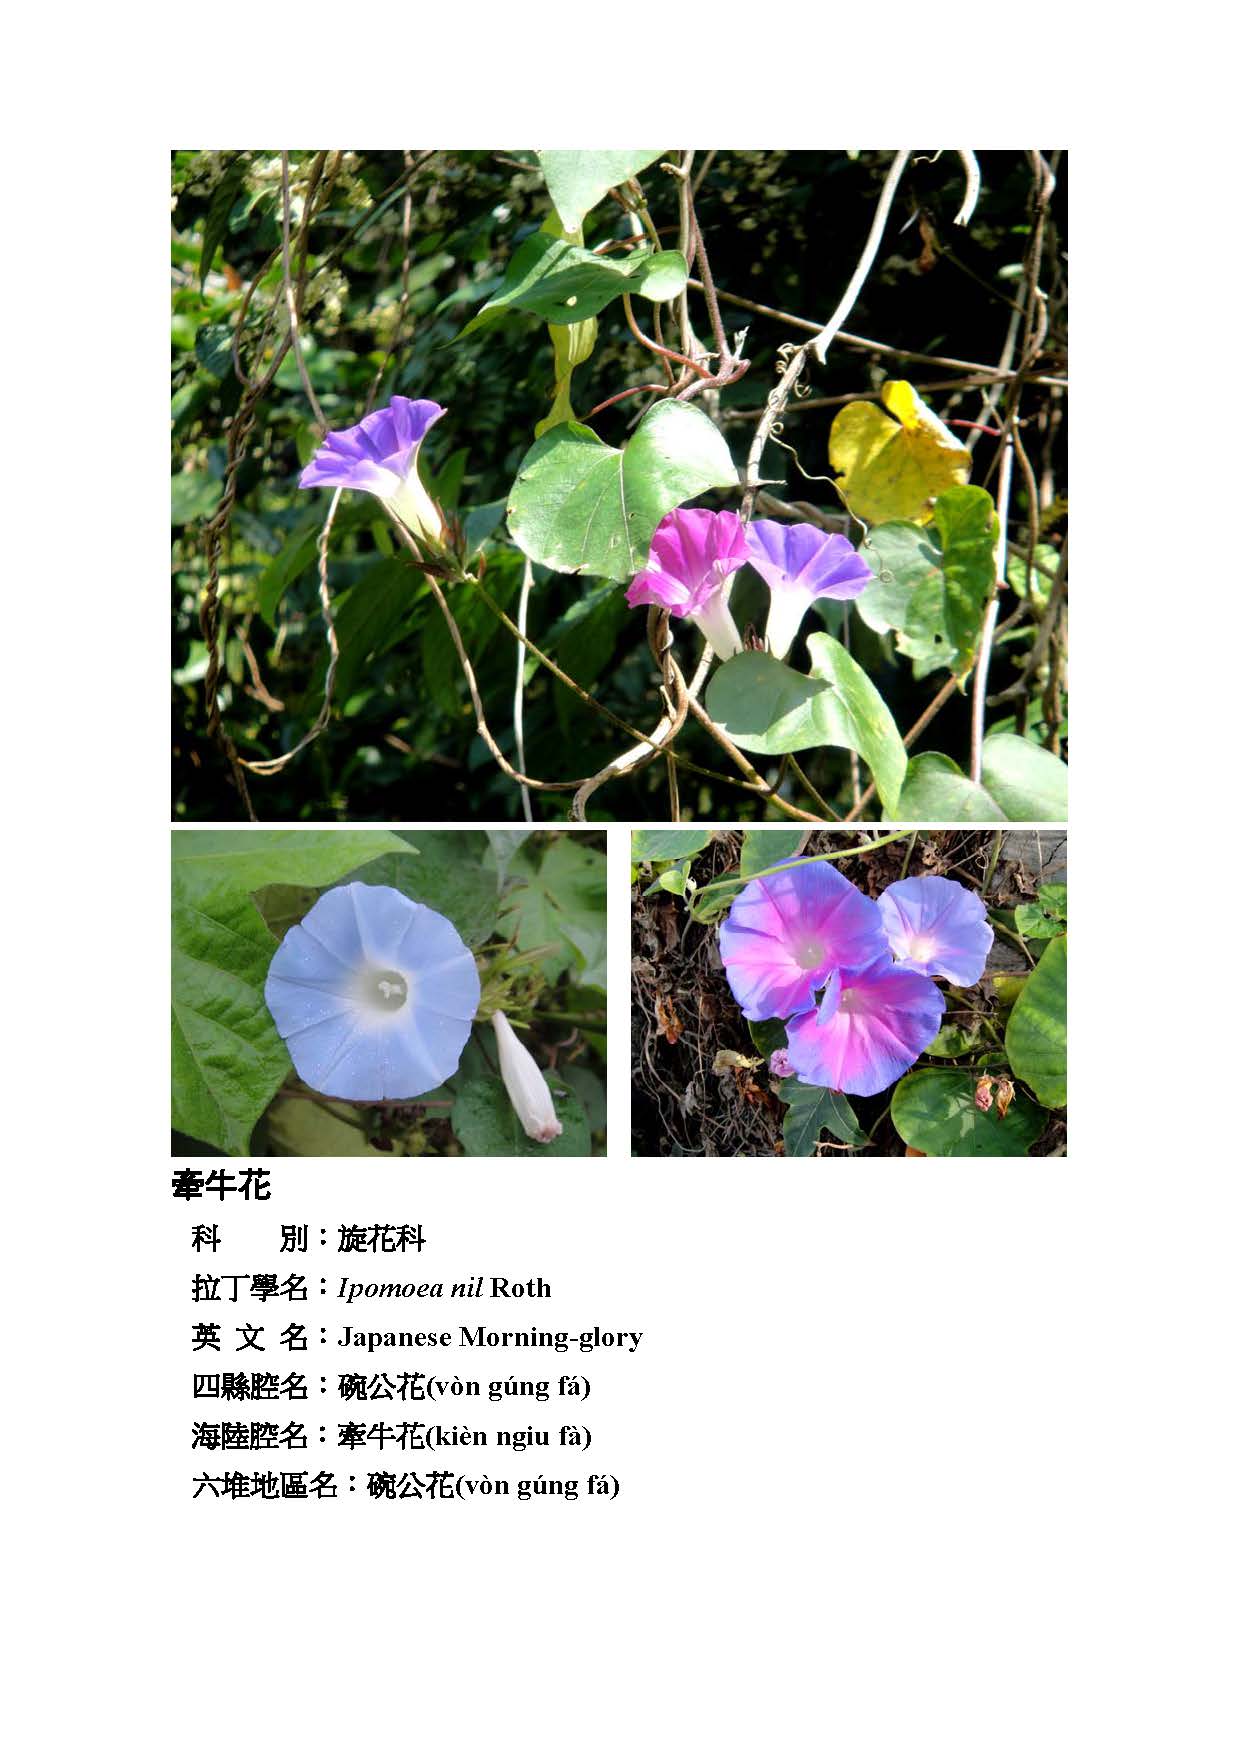 牽牛花
科　　別：旋花科
拉丁學名：Ipomoea nil Roth
英 文 名：Japanese Morning-glory
四縣腔名：碗公花(vòn gúng fá)
海陸腔名：牽牛花(kièn ngiu fà)
六堆地區名：碗公花(vòn gúng fá)